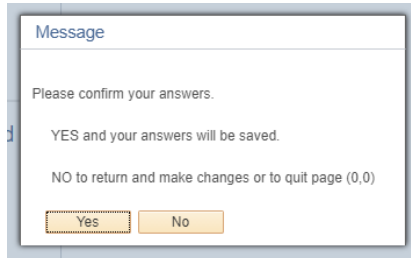 Message
d
Please confirm your answers.
YES and your answers will be saved.
NO to return and make changes or to quit page (0,0)
Yes No